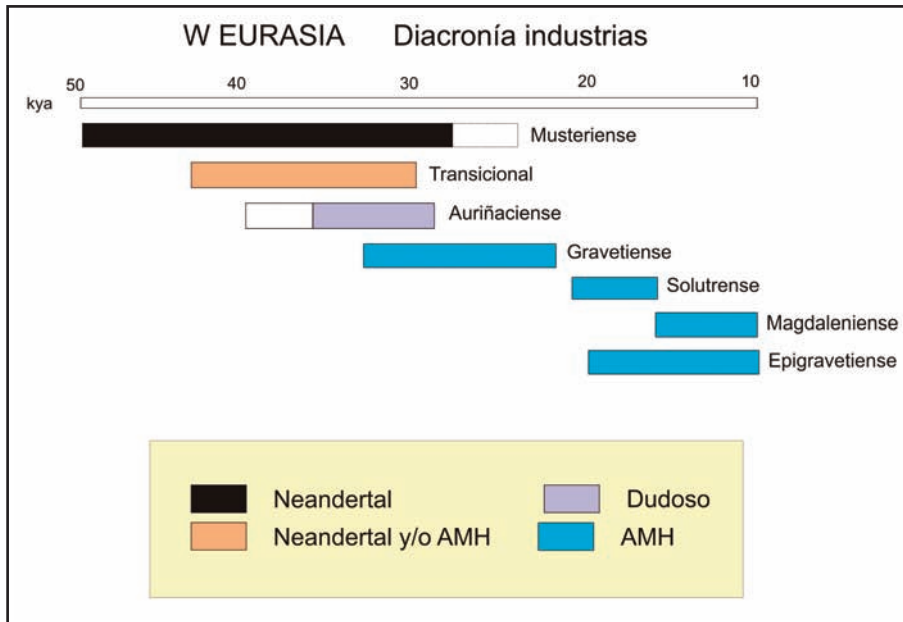 W EURASIA Diacronía industrias
50 40 30 20 10
kya
Musteriense
Transicional
Auriñaciense
Gravetiense
Solutrense
Magdaleniense
Epigravetiense
Neandertal Dudoso
Neandertal y/o AMH AMH